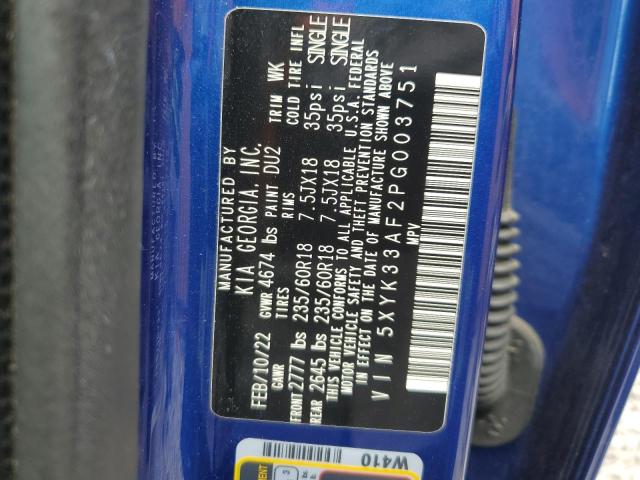 MANUFACTURED BY
KIA GEORGIA, INC.
FEB/10/22 GVWR 4674 lbs PAINT DU2 TRIM WK
GAWR TIRES RIMS COLD TIRE INFL
FRONT 2777 lbs 235/60R18 7.5JX18 35psi SINGLE
REAR 2645 lbs 235/60R18 7.5JX18 35psi SINGLE
THIS VEHICLE CONFORMS TO ALL APPLICABLE U.S.A. FEDERAL
MOTOR VEHICLE SAFETY AND THEFT PREVENTION STANDARDS
IN EFFECT ON THE DATE OF MANUFACTURE SHOWN ABOVE
VIN 5XYK33AF2PG003751
MPV
W410